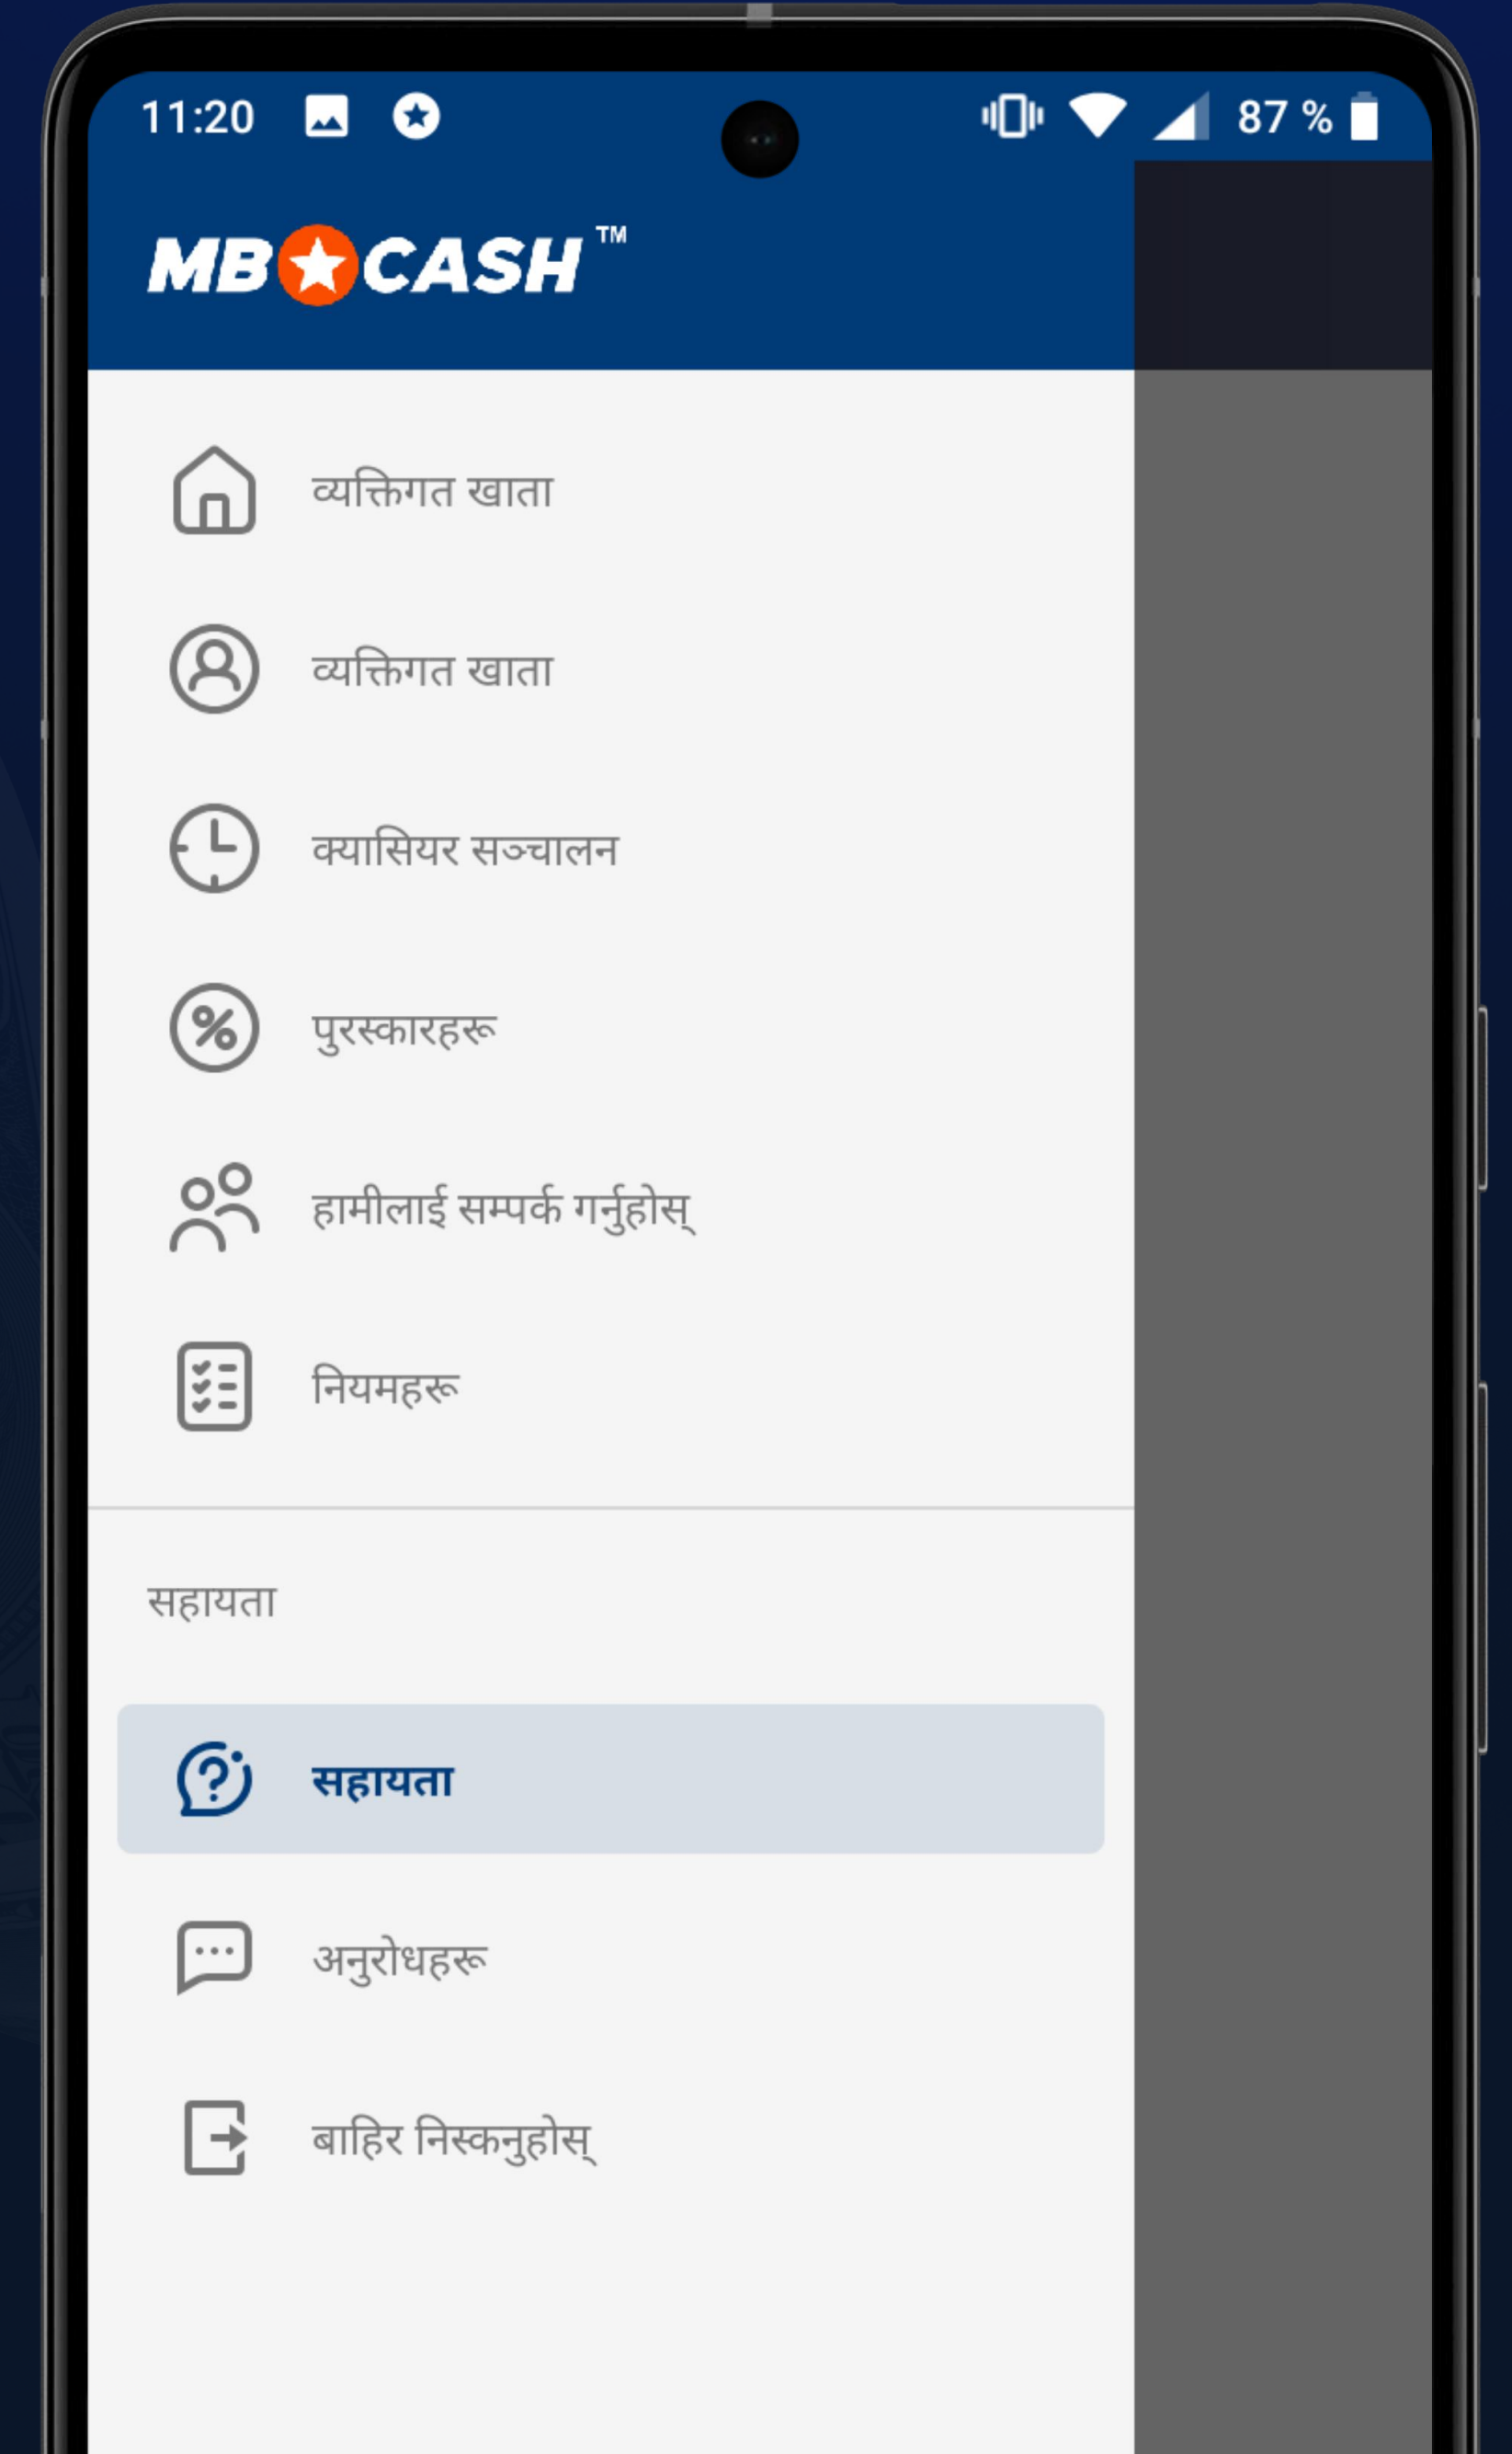 11:20 87 %
MB CASH ™
व्यक्तिगत खाता
व्यक्तिगत खाता
क्यासियर सञ्चालन
पुरस्कारहरू
हामीलाई सम्पर्क गर्नुहोस्
नियमहरू
सहायता
सहायता
अनुरोधहरू
बाहिर निस्कनुहोस्